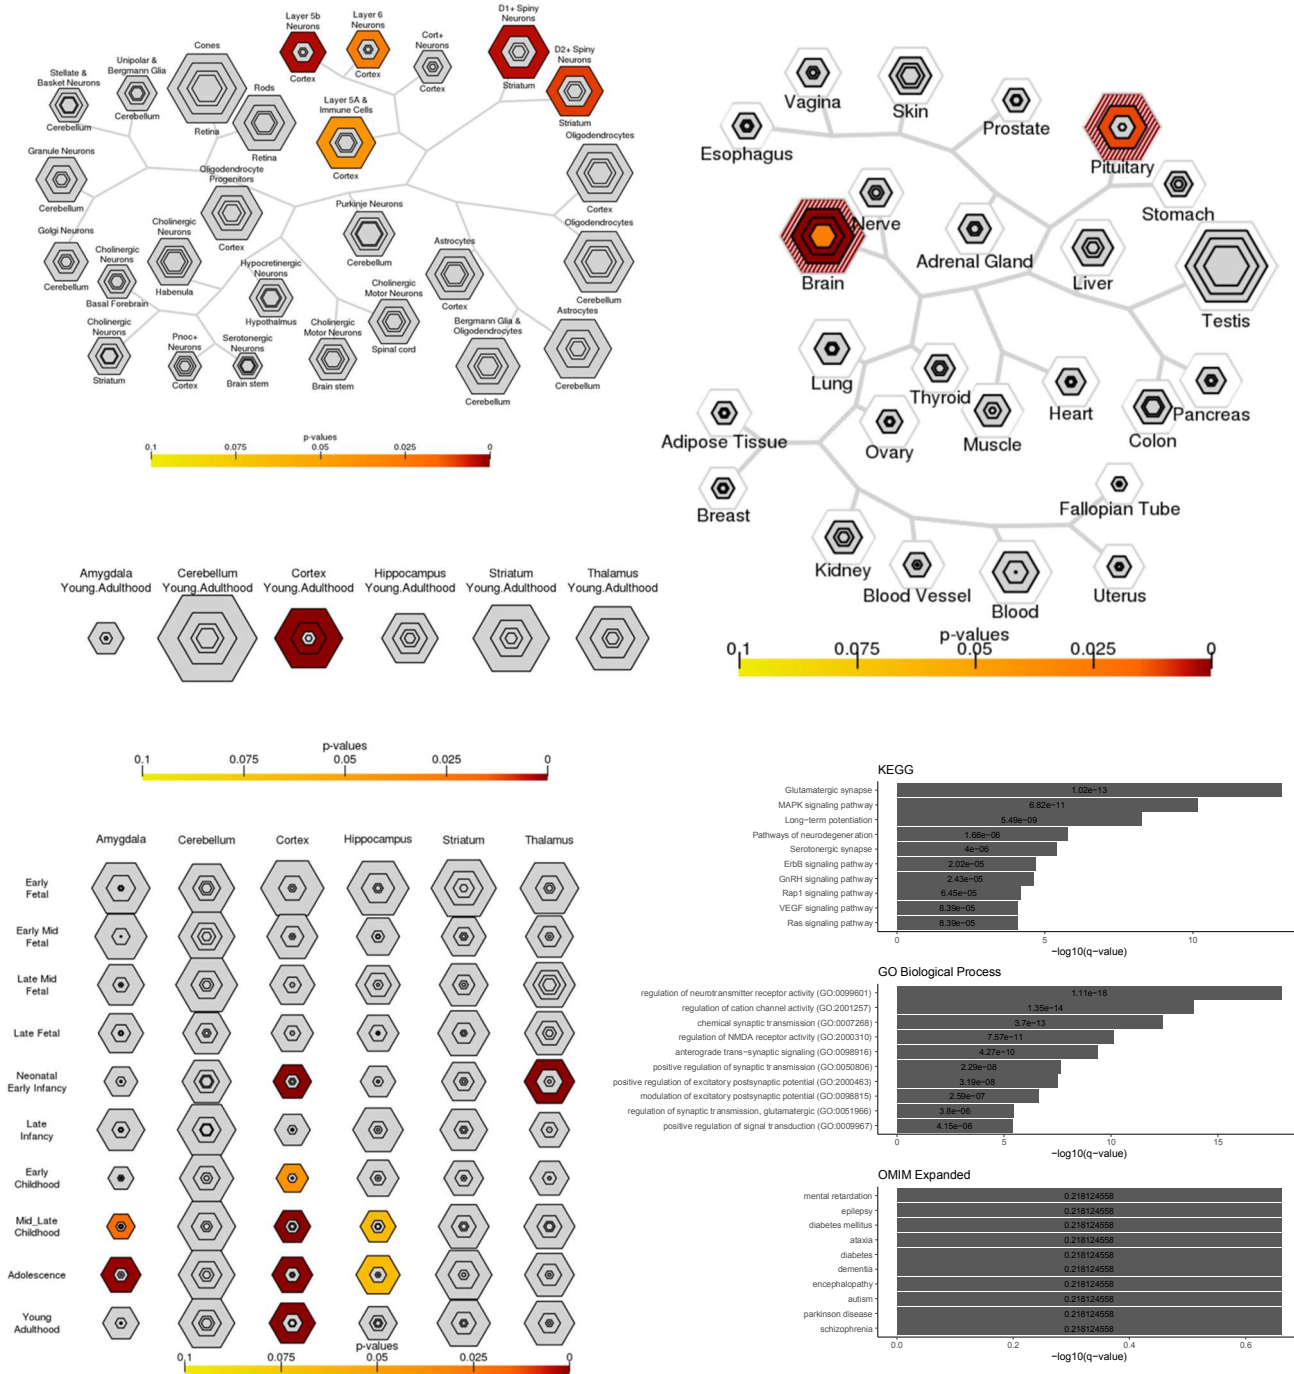 Layer 5b
Neurons
Cortex
Layer 6
Neurons
Cortex
Cort+
Neurons
Cortex
D1+ Spiny
Neurons
Striatum
D2+ Spiny
Neurons
Striatum
Cones
Retina
Rods
Retina
Unipolar &
Bergmann Glia
Cerebellum
Stellate &
Basket Neurons
Cerebellum
Layer 5A &
Immune Cells
Cortex
Oligodendrocytes
Cortex
Granule Neurons
Cerebellum
Oligodendrocyte
Progenitors
Cortex
Purkinje Neurons
Cerebellum
Oligodendrocytes
Cerebellum
Golgi Neurons
Cerebellum
Cholinergic
Neurons
Basal Forebrain
Cholinergic
Neurons
Habenula
Hypocretinergic
Neurons
Hypothalmus
Astrocytes
Cortex
Cholinergic
Motor Neurons
Spinal cord
Cholinergic
Neurons
Striatum
Pnoc+
Neurons
Cortex
Serotonergic
Neurons
Brain stem
Cholinergic
Motor Neurons
Brain stem
Bergmann Glia &
Oligodendrocytes
Cerebellum
Astrocytes
Cerebellum
p-values
0.1 0.075 0.05 0.025 0
Vagina
Skin
Prostate
Esophagus
Pituitary
Stomach
Nerve
Brain
Adrenal Gland
Liver
Testis
Lung
Thyroid
Heart
Pancreas
Adipose Tissue
Ovary
Muscle
Colon
Breast
Fallopian Tube
Kidney
Blood Vessel
Blood
Uterus
p-values
0.1 0.075 0.05 0.025 0
Amygdala
Young.Adulthood
Cerebellum
Young.Adulthood
Cortex
Young.Adulthood
Hippocampus
Young.Adulthood
Striatum
Young.Adulthood
Thalamus
Young.Adulthood
p-values
0.1 0.075 0.05 0.025 0
Amygdala Cerebellum Cortex Hippocampus Striatum Thalamus
Early
Fetal
Early Mid
Fetal
Late Mid
Fetal
Late Fetal
Neonatal
Early Infancy
Late
Infancy
Early
Childhood
Mid_Late
Childhood
Adolescence
Young
Adulthood
p-values
0.1 0.075 0.05 0.025 0
KEGG
Glutamatergic synapse 1.02e−13
MAPK signaling pathway 6.82e−11
Long−term potentiation 5.49e−09
Pathways of neurodegeneration 1.66e−06
Serotonergic synapse 4e−06
ErbB signaling pathway 2.02e−05
GnRH signaling pathway 2.43e−05
Rap1 signaling pathway 6.45e−05
VEGF signaling pathway 8.39e−05
Ras signaling pathway 8.39e−05
0 5 10
−log10(q−value)
GO Biological Process
regulation of neurotransmitter receptor activity (GO:0099601) 1.11e−18
regulation of cation channel activity (GO:2001257) 1.35e−14
chemical synaptic transmission (GO:0007268) 3.7e−13
regulation of NMDA receptor activity (GO:2000310) 7.57e−11
anterograde trans−synaptic signaling (GO:0098916) 4.27e−10
positive regulation of synaptic transmission (GO:0050806) 2.29e−08
positive regulation of excitatory postsynaptic potential (GO:2000463) 3.19e−08
modulation of excitatory postsynaptic potential (GO:0098815) 2.59e−07
regulation of synaptic transmission, glutamatergic (GO:0051966) 3.8e−06
positive regulation of signal transduction (GO:0009967) 4.15e−06
0 5 10 15
−log10(q−value)
OMIM Expanded
mental retardation 0.218124558
epilepsy 0.218124558
diabetes mellitus 0.218124558
ataxia 0.218124558
diabetes 0.218124558
dementia 0.218124558
encephalopathy 0.218124558
autism 0.218124558
parkinson disease 0.218124558
schizophrenia 0.218124558
0.0 0.2 0.4 0.6
−log10(q−value)